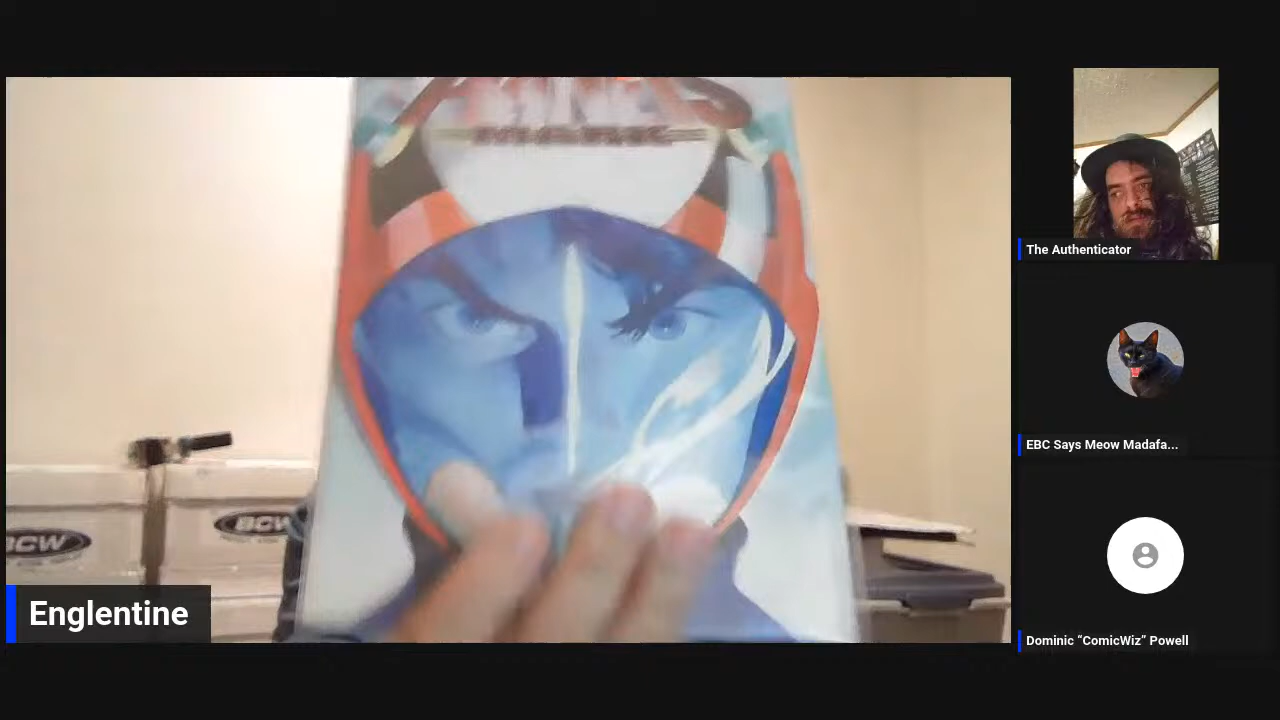 BCW
BCW
Englentine
The Authenticator
EBC Says Meow Madafa...
Dominic “ComicWiz” Powell